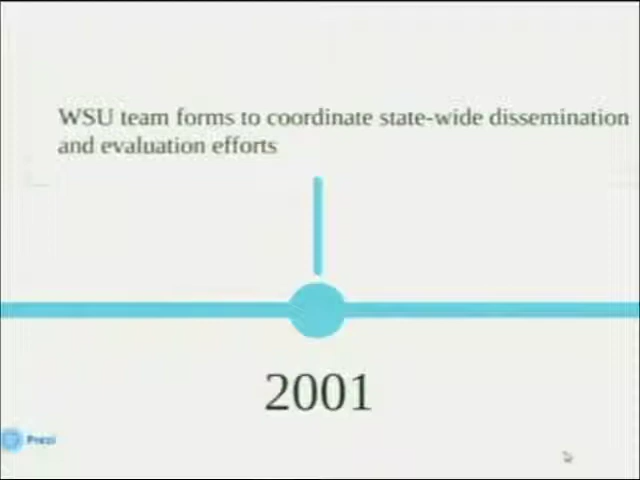 WSU team forms to coordinate state-wide dissemination
and evaluation efforts
2001
Prezi